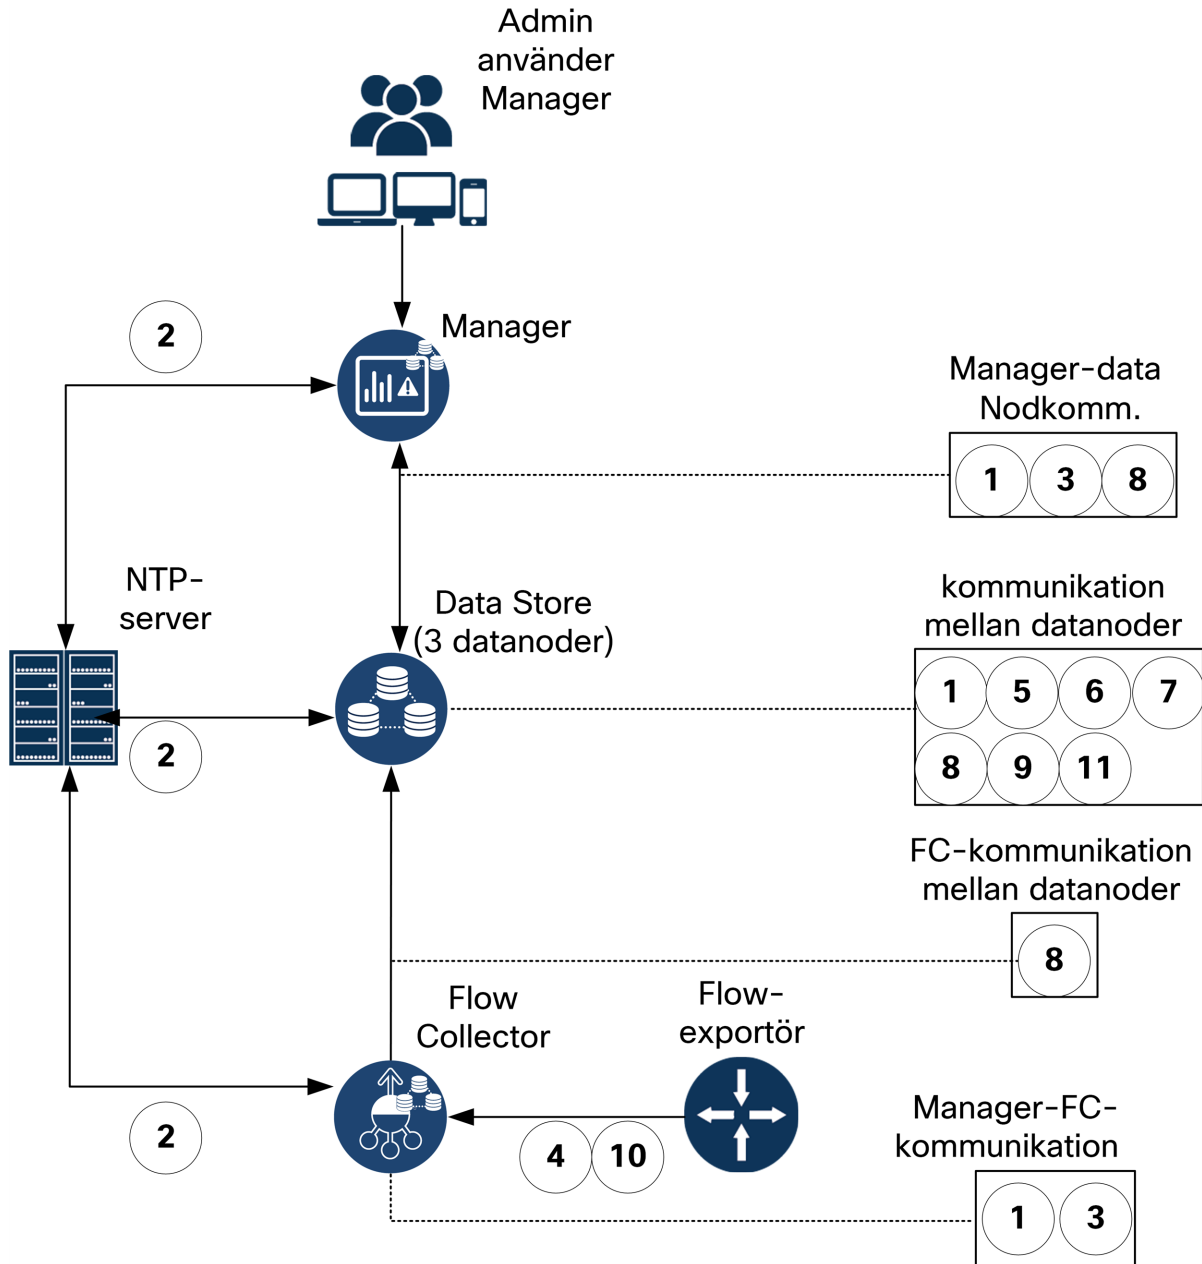 Admin
använder
Manager
2
Manager
Manager-data
Nodkomm.
1 3 8
NTP-
server
Data Store
(3 datanoder)
kommunikation
mellan datanoder
1 5 6 7
8 9 11
2
FC-kommunikation
mellan datanoder
8
Flow
Collector
Flow-
exportör
4 10
2
Manager-FC-
kommunikation
1 3